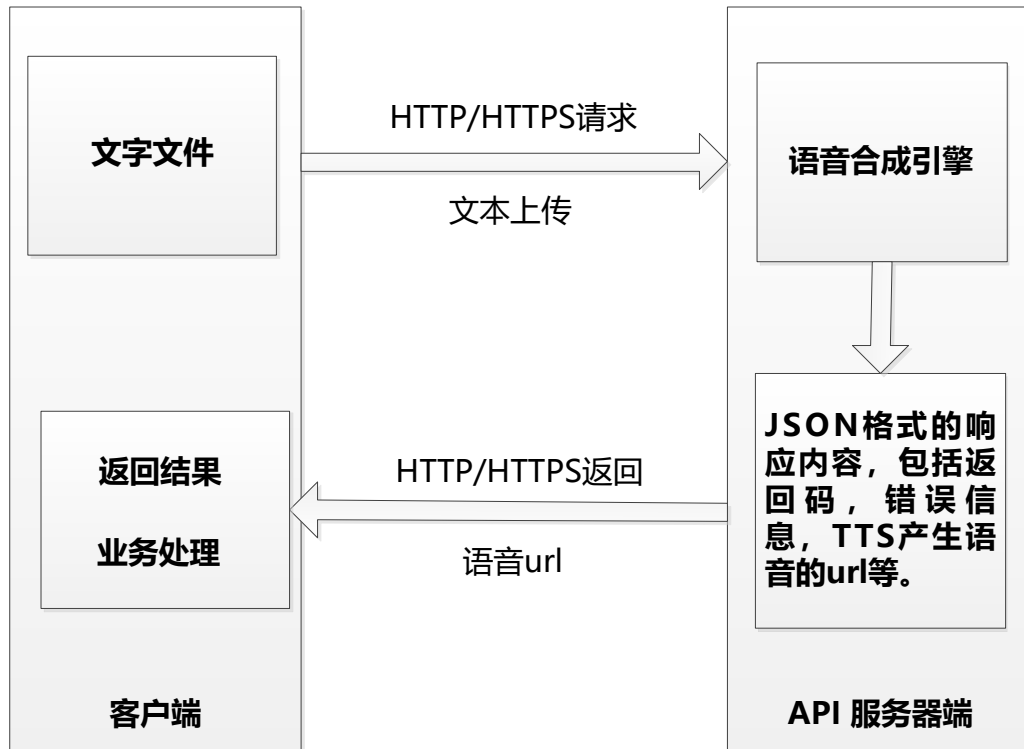 文字文件
HTTP/HTTPS请求
文本上传
语音合成引擎
JSON格式的响
应内容，包括返
回码，错误信
息，TTS产生语
音的url等。
HTTP/HTTPS返回
语音url
返回结果
业务处理
客户端
API 服务器端